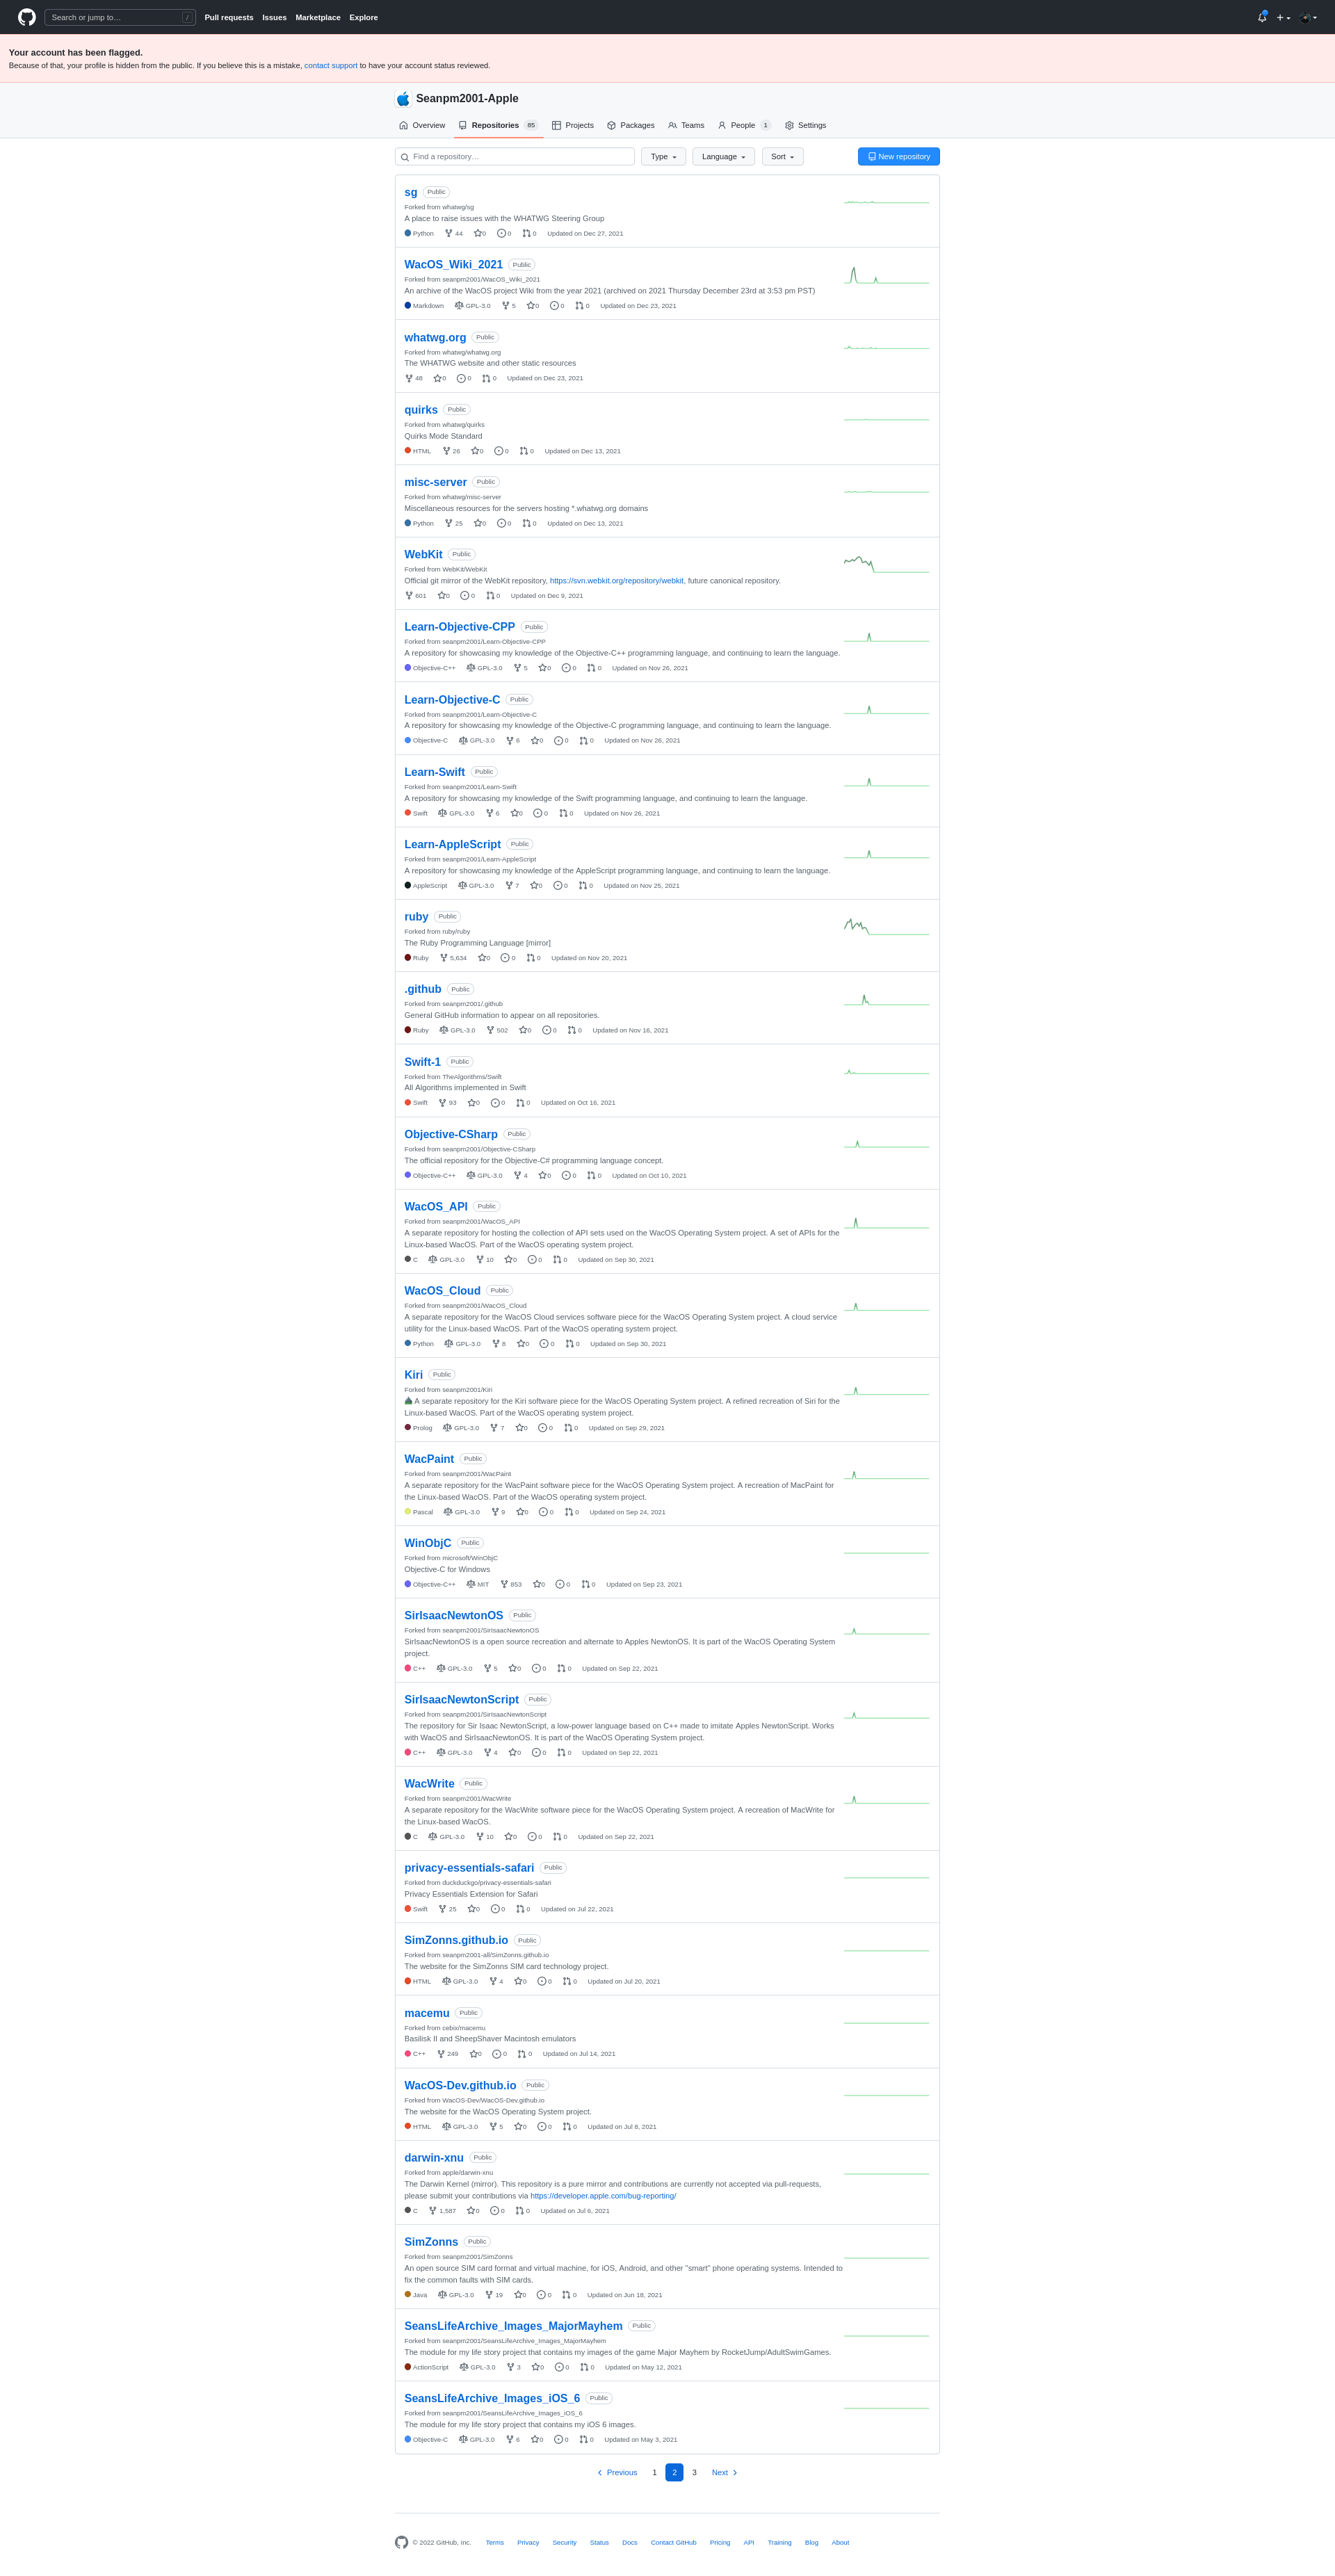 Search or jump to… /
Pull requests Issues Marketplace Explore
Your account has been flagged.
Because of that, your profile is hidden from the public. If you believe this is a mistake, contact support to have your account status reviewed.
Seanpm2001-Apple
Overview Repositories 85 Projects Packages Teams People 1 Settings
Find a repository… Type Language Sort New repository
sg Public
Forked from whatwg/sg
A place to raise issues with the WHATWG Steering Group
Python 44 0 0 0 Updated on Dec 27, 2021
WacOS_Wiki_2021 Public
Forked from seanpm2001/WacOS_Wiki_2021
An archive of the WacOS project Wiki from the year 2021 (archived on 2021 Thursday December 23rd at 3:53 pm PST)
Markdown GPL-3.0 5 0 0 0 Updated on Dec 23, 2021
whatwg.org Public
Forked from whatwg/whatwg.org
The WHATWG website and other static resources
48 0 0 0 Updated on Dec 23, 2021
quirks Public
Forked from whatwg/quirks
Quirks Mode Standard
HTML 26 0 0 0 Updated on Dec 13, 2021
misc-server Public
Forked from whatwg/misc-server
Miscellaneous resources for the servers hosting *.whatwg.org domains
Python 25 0 0 0 Updated on Dec 13, 2021
WebKit Public
Forked from WebKit/WebKit
Official git mirror of the WebKit repository, https://svn.webkit.org/repository/webkit, future canonical repository.
601 0 0 0 Updated on Dec 9, 2021
Learn-Objective-CPP Public
Forked from seanpm2001/Learn-Objective-CPP
A repository for showcasing my knowledge of the Objective-C++ programming language, and continuing to learn the language.
Objective-C++ GPL-3.0 5 0 0 0 Updated on Nov 26, 2021
Learn-Objective-C Public
Forked from seanpm2001/Learn-Objective-C
A repository for showcasing my knowledge of the Objective-C programming language, and continuing to learn the language.
Objective-C GPL-3.0 6 0 0 0 Updated on Nov 26, 2021
Learn-Swift Public
Forked from seanpm2001/Learn-Swift
A repository for showcasing my knowledge of the Swift programming language, and continuing to learn the language.
Swift GPL-3.0 6 0 0 0 Updated on Nov 26, 2021
Learn-AppleScript Public
Forked from seanpm2001/Learn-AppleScript
A repository for showcasing my knowledge of the AppleScript programming language, and continuing to learn the language.
AppleScript GPL-3.0 7 0 0 0 Updated on Nov 25, 2021
ruby Public
Forked from ruby/ruby
The Ruby Programming Language [mirror]
Ruby 5,634 0 0 0 Updated on Nov 20, 2021
.github Public
Forked from seanpm2001/.github
General GitHub information to appear on all repositories.
Ruby GPL-3.0 502 0 0 0 Updated on Nov 16, 2021
Swift-1 Public
Forked from TheAlgorithms/Swift
All Algorithms implemented in Swift
Swift 93 0 0 0 Updated on Oct 16, 2021
Objective-CSharp Public
Forked from seanpm2001/Objective-CSharp
The official repository for the Objective-C# programming language concept.
Objective-C++ GPL-3.0 4 0 0 0 Updated on Oct 10, 2021
WacOS_API Public
Forked from seanpm2001/WacOS_API
A separate repository for hosting the collection of API sets used on the WacOS Operating System project. A set of APIs for the
Linux-based WacOS. Part of the WacOS operating system project.
C GPL-3.0 10 0 0 0 Updated on Sep 30, 2021
WacOS_Cloud Public
Forked from seanpm2001/WacOS_Cloud
A separate repository for the WacOS Cloud services software piece for the WacOS Operating System project. A cloud service
utility for the Linux-based WacOS. Part of the WacOS operating system project.
Python GPL-3.0 8 0 0 0 Updated on Sep 30, 2021
Kiri Public
Forked from seanpm2001/Kiri
A separate repository for the Kiri software piece for the WacOS Operating System project. A refined recreation of Siri for the
Linux-based WacOS. Part of the WacOS operating system project.
Prolog GPL-3.0 7 0 0 0 Updated on Sep 29, 2021
WacPaint Public
Forked from seanpm2001/WacPaint
A separate repository for the WacPaint software piece for the WacOS Operating System project. A recreation of MacPaint for
the Linux-based WacOS. Part of the WacOS operating system project.
Pascal GPL-3.0 9 0 0 0 Updated on Sep 24, 2021
WinObjC Public
Forked from microsoft/WinObjC
Objective-C for Windows
Objective-C++ MIT 853 0 0 0 Updated on Sep 23, 2021
SirIsaacNewtonOS Public
Forked from seanpm2001/SirIsaacNewtonOS
SirIsaacNewtonOS is a open source recreation and alternate to Apples NewtonOS. It is part of the WacOS Operating System
project.
C++ GPL-3.0 5 0 0 0 Updated on Sep 22, 2021
SirIsaacNewtonScript Public
Forked from seanpm2001/SirIsaacNewtonScript
The repository for Sir Isaac NewtonScript, a low-power language based on C++ made to imitate Apples NewtonScript. Works
with WacOS and SirIsaacNewtonOS. It is part of the WacOS Operating System project.
C++ GPL-3.0 4 0 0 0 Updated on Sep 22, 2021
WacWrite Public
Forked from seanpm2001/WacWrite
A separate repository for the WacWrite software piece for the WacOS Operating System project. A recreation of MacWrite for
the Linux-based WacOS.
C GPL-3.0 10 0 0 0 Updated on Sep 22, 2021
privacy-essentials-safari Public
Forked from duckduckgo/privacy-essentials-safari
Privacy Essentials Extension for Safari
Swift 25 0 0 0 Updated on Jul 22, 2021
SimZonns.github.io Public
Forked from seanpm2001-all/SimZonns.github.io
The website for the SimZonns SIM card technology project.
HTML GPL-3.0 4 0 0 0 Updated on Jul 20, 2021
macemu Public
Forked from cebix/macemu
Basilisk II and SheepShaver Macintosh emulators
C++ 249 0 0 0 Updated on Jul 14, 2021
WacOS-Dev.github.io Public
Forked from WacOS-Dev/WacOS-Dev.github.io
The website for the WacOS Operating System project.
HTML GPL-3.0 5 0 0 0 Updated on Jul 8, 2021
darwin-xnu Public
Forked from apple/darwin-xnu
The Darwin Kernel (mirror). This repository is a pure mirror and contributions are currently not accepted via pull-requests,
please submit your contributions via https://developer.apple.com/bug-reporting/
C 1,587 0 0 0 Updated on Jul 6, 2021
SimZonns Public
Forked from seanpm2001/SimZonns
An open source SIM card format and virtual machine, for iOS, Android, and other "smart" phone operating systems. Intended to
fix the common faults with SIM cards.
Java GPL-3.0 19 0 0 0 Updated on Jun 18, 2021
SeansLifeArchive_Images_MajorMayhem Public
Forked from seanpm2001/SeansLifeArchive_Images_MajorMayhem
The module for my life story project that contains my images of the game Major Mayhem by RocketJump/AdultSwimGames.
ActionScript GPL-3.0 3 0 0 0 Updated on May 12, 2021
SeansLifeArchive_Images_iOS_6 Public
Forked from seanpm2001/SeansLifeArchive_Images_iOS_6
The module for my life story project that contains my iOS 6 images.
Objective-C GPL-3.0 6 0 0 0 Updated on May 3, 2021
Previous 1 2 3 Next
© 2022 GitHub, Inc. Terms Privacy Security Status Docs Contact GitHub Pricing API Training Blog About